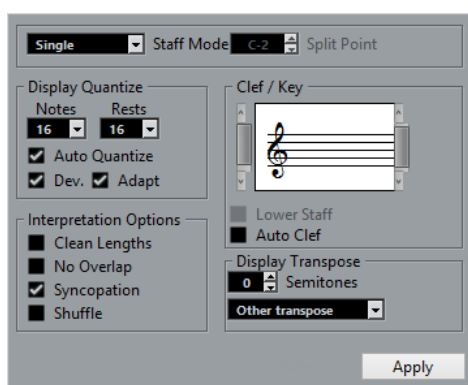 Single Staff Mode C-2 Split Point
Display Quantize
Notes Rests
16 16
Auto Quantize
Dev. Adapt
Interpretation Options
Clean Lengths
No Overlap
Syncopation
Shuffle
Clef / Key
Lower Staff
Auto Clef
Display Transpose
0 Semitones
Other transpose
Apply